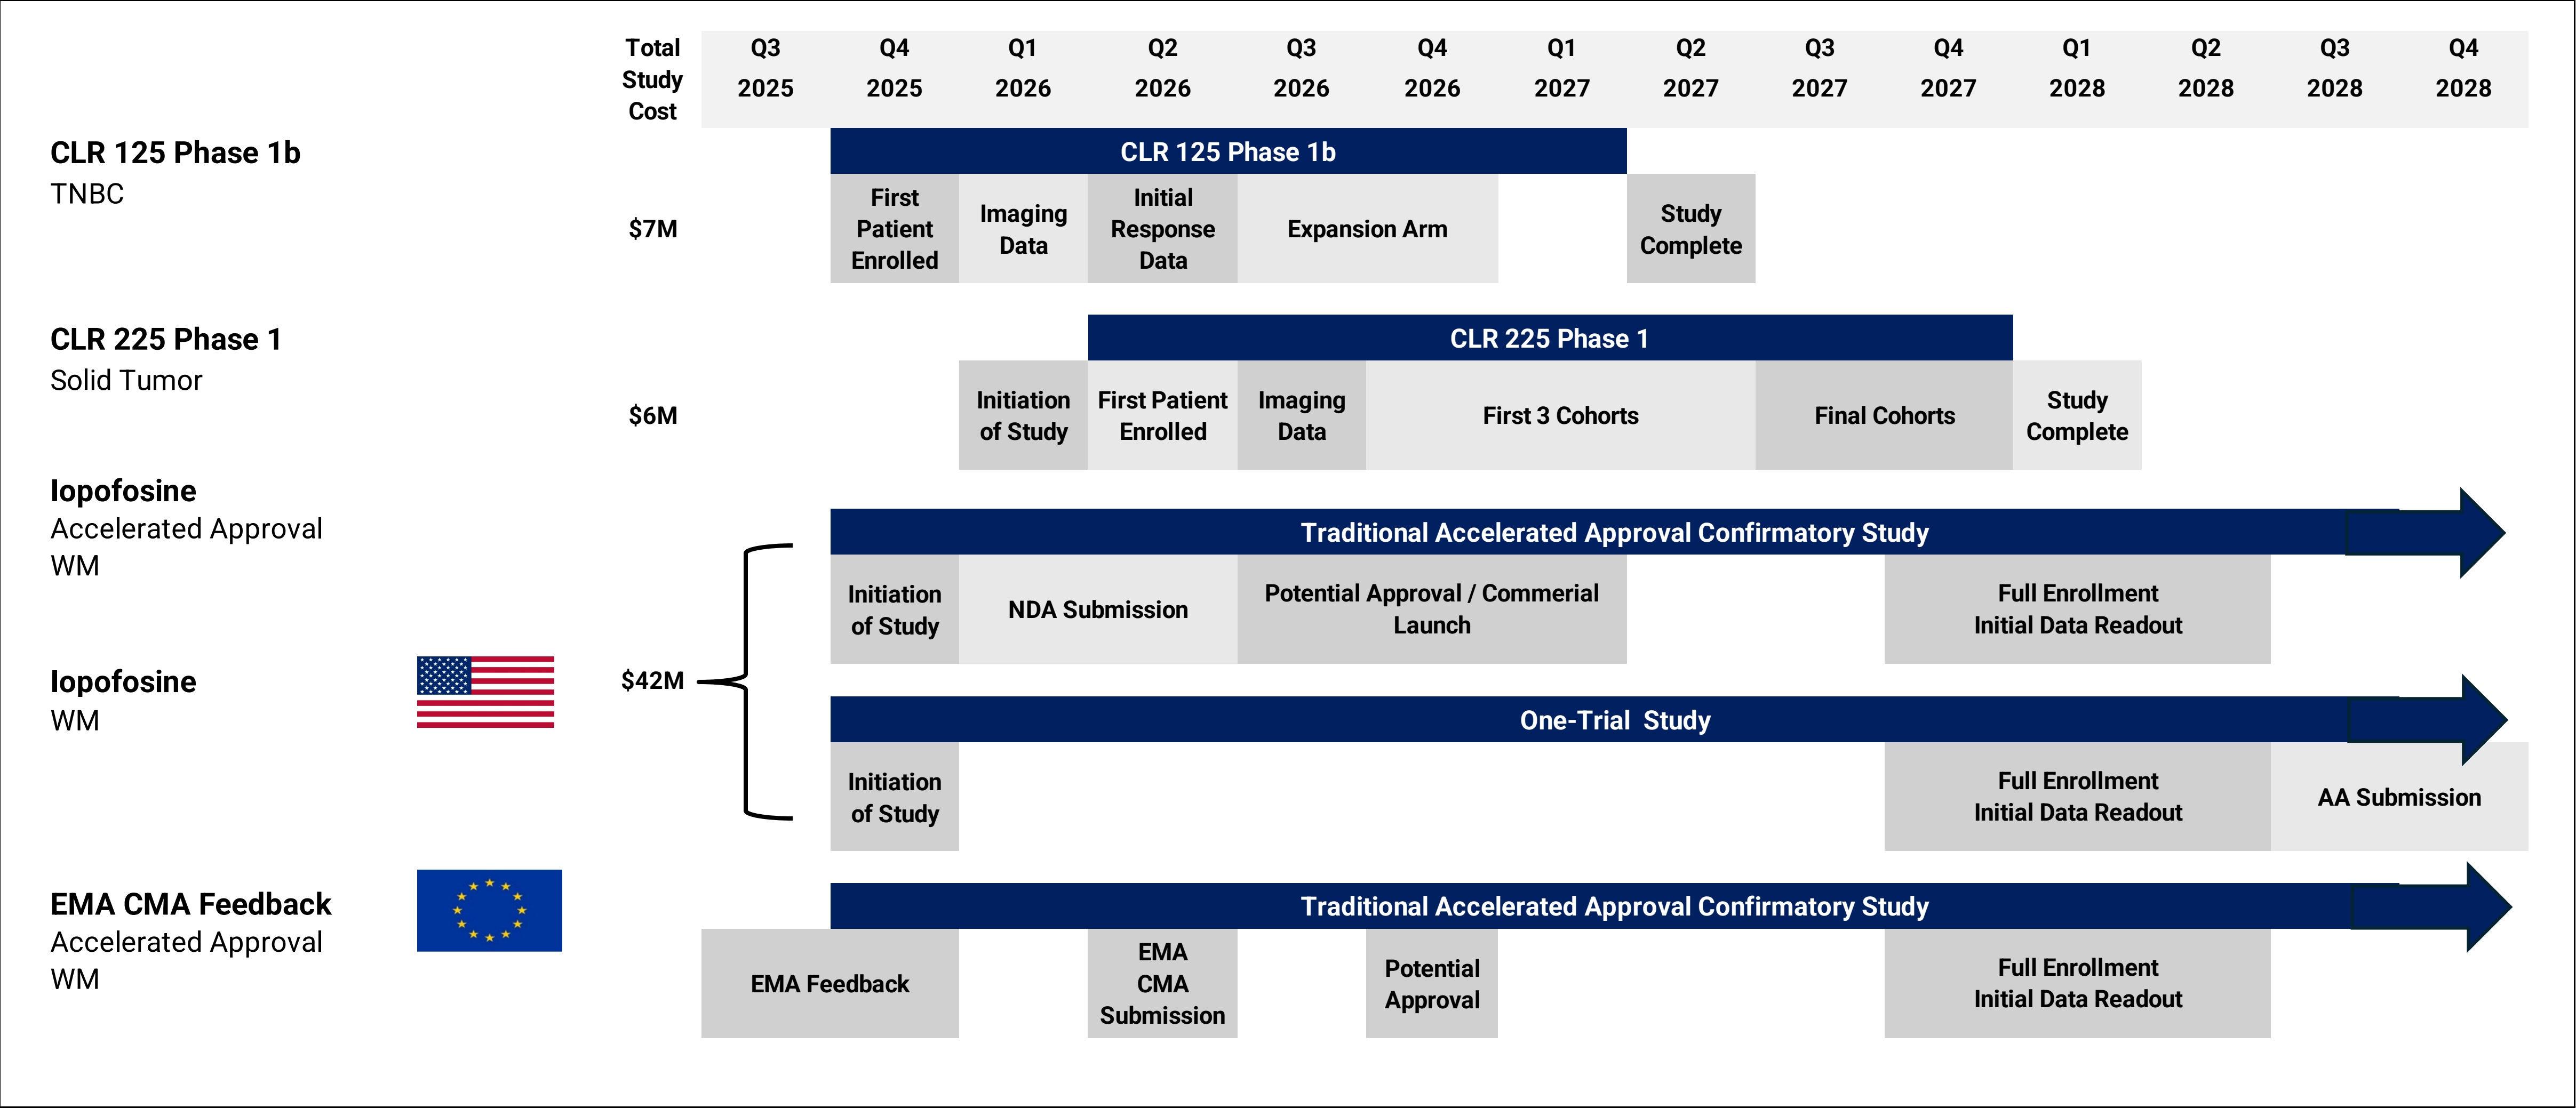 Total
Study
Cost
Q3 Q4 Q1 Q2 Q3 Q4 Q1 Q2 Q3 Q4 Q1 Q2 Q3 Q4
2025 2025 2026 2026 2026 2026 2027 2027 2027 2027 2028 2028 2028 2028
CLR 125 Phase 1b
TNBC
$7M
CLR 125 Phase 1b
First
Patient
Enrolled
Imaging
Data
Initial
Response
Data
Expansion Arm
Study
Complete
CLR 225 Phase 1
Solid Tumor
$6M
CLR 225 Phase 1
Initiation
of Study
First Patient
Enrolled
Imaging
Data
First 3 Cohorts
Final Cohorts
Study
Complete
Iopofosine
Accelerated Approval
WM
Traditional Accelerated Approval Confirmatory Study
Initiation
of Study
NDA Submission
Potential Approval / Commerial
Launch
Full Enrollment
Initial Data Readout
$42M
Iopofosine
WM
One-Trial Study
Initiation
of Study
Full Enrollment
Initial Data Readout
AA Submission
EMA CMA Feedback
Accelerated Approval
WM
Traditional Accelerated Approval Confirmatory Study
EMA Feedback
EMA
CMA
Submission
Potential
Approval
Full Enrollment
Initial Data Readout